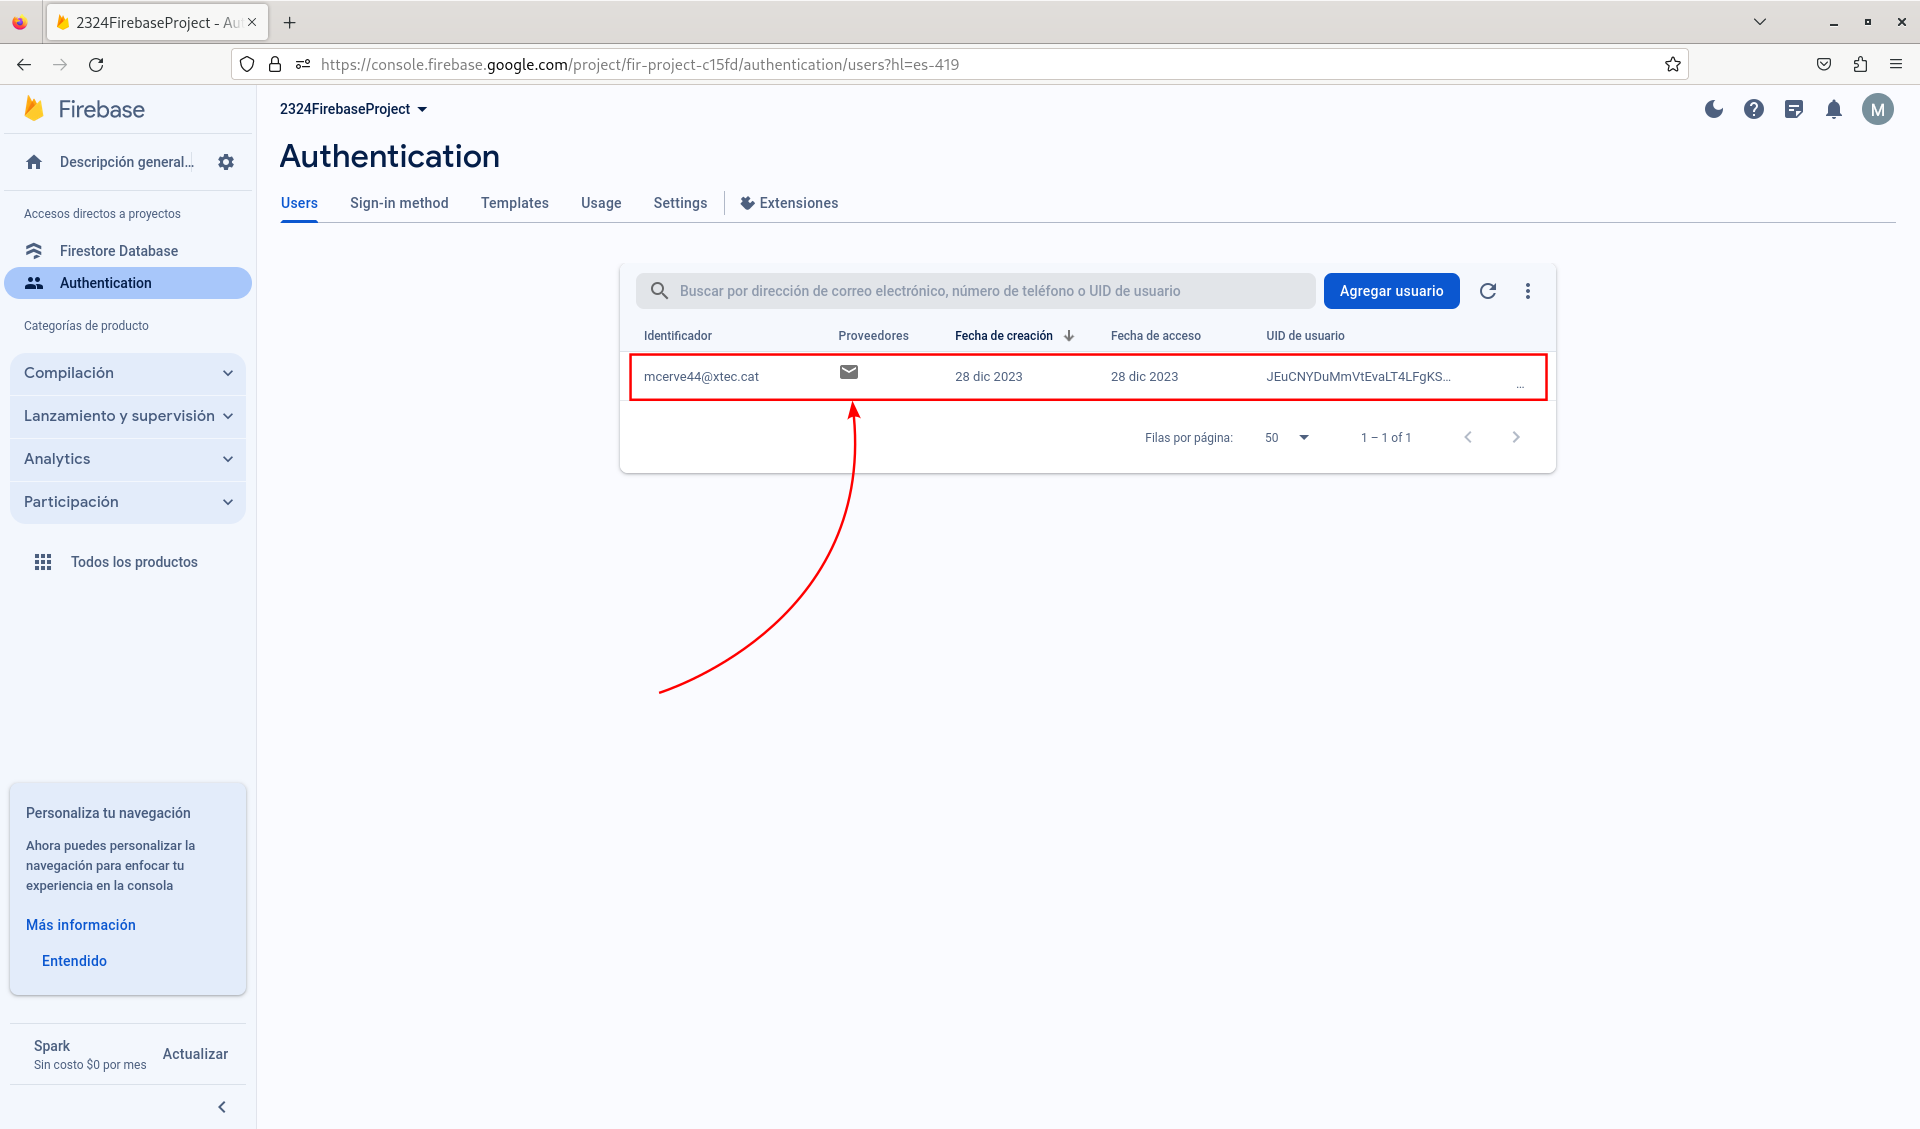 2324FirebaseProject - Au
https://console.firebase.google.com/project/fir-project-c15fd/authentication/users?hl=es-419
Firebase
Descripción general...
Accesos directos a proyectos
Firestore Database
Authentication
Categorías de producto
Compilación
Lanzamiento y supervisión
Analytics
Participación
Todos los productos
Personaliza tu navegación
Ahora puedes personalizar la
navegación para enfocar tu
experiencia en la consola
Más información
Entendido
Spark
Sin costo $0 por mes
Actualizar
2324FirebaseProject
M
Authentication
Users Sign-in method Templates Usage Settings Extensiones
Buscar por dirección de correo electrónico, número de teléfono o UID de usuario
Agregar usuario
Identificador Proveedores Fecha de creación Fecha de acceso UID de usuario
mcerve44@xtec.cat 28 dic 2023 28 dic 2023 JEuCNYDuMmVtEvaLT4LFgKS... ...
Filas por página: 50 1 – 1 of 1